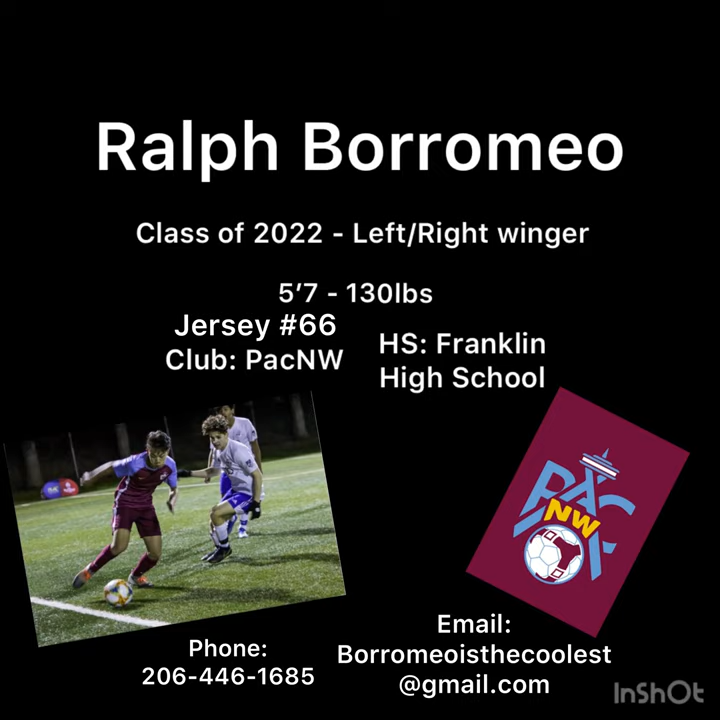 Ralph Borromeo
Class of 2022 - Left/Right winger
5'7 - 130lbs
Jersey #66
Club: PacNW
HS: Franklin
High School
PAC
NW
Phone:
206-446-1685
Email:
Borromeoisthecoolest
@gmail.com
InShOt